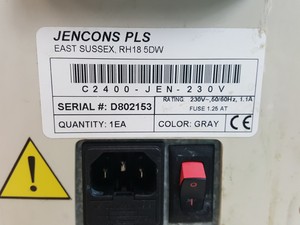 JENCONS PLS
EAST SUSSEX, RH18 5DW
C2400-JEN-230V
SERIAL #: D802153
RATING 230V~,50/60Hz, 1.1A
FUSE 1.25 AT
QUANTITY: 1EA
COLOR: GRAY
CE